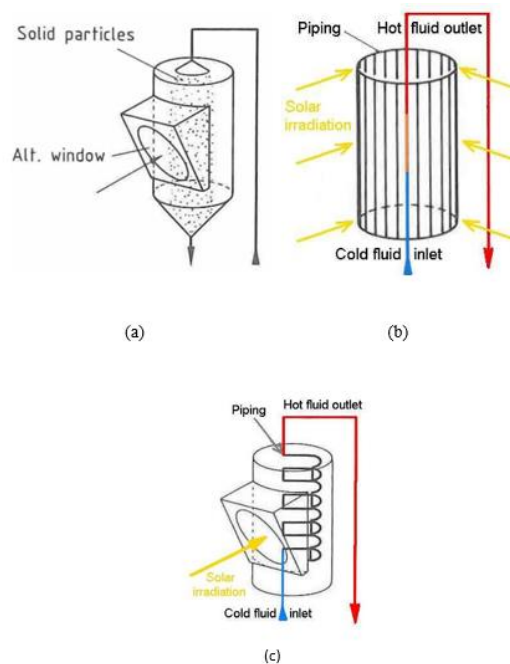 Solid particles
Alt. window
(a)
Piping
Hot fluid outlet
Solar
irradiation
Cold fluid inlet
(b)
Piping
Hot fluid outlet
Solar
irradiation
Cold fluid inlet
(c)